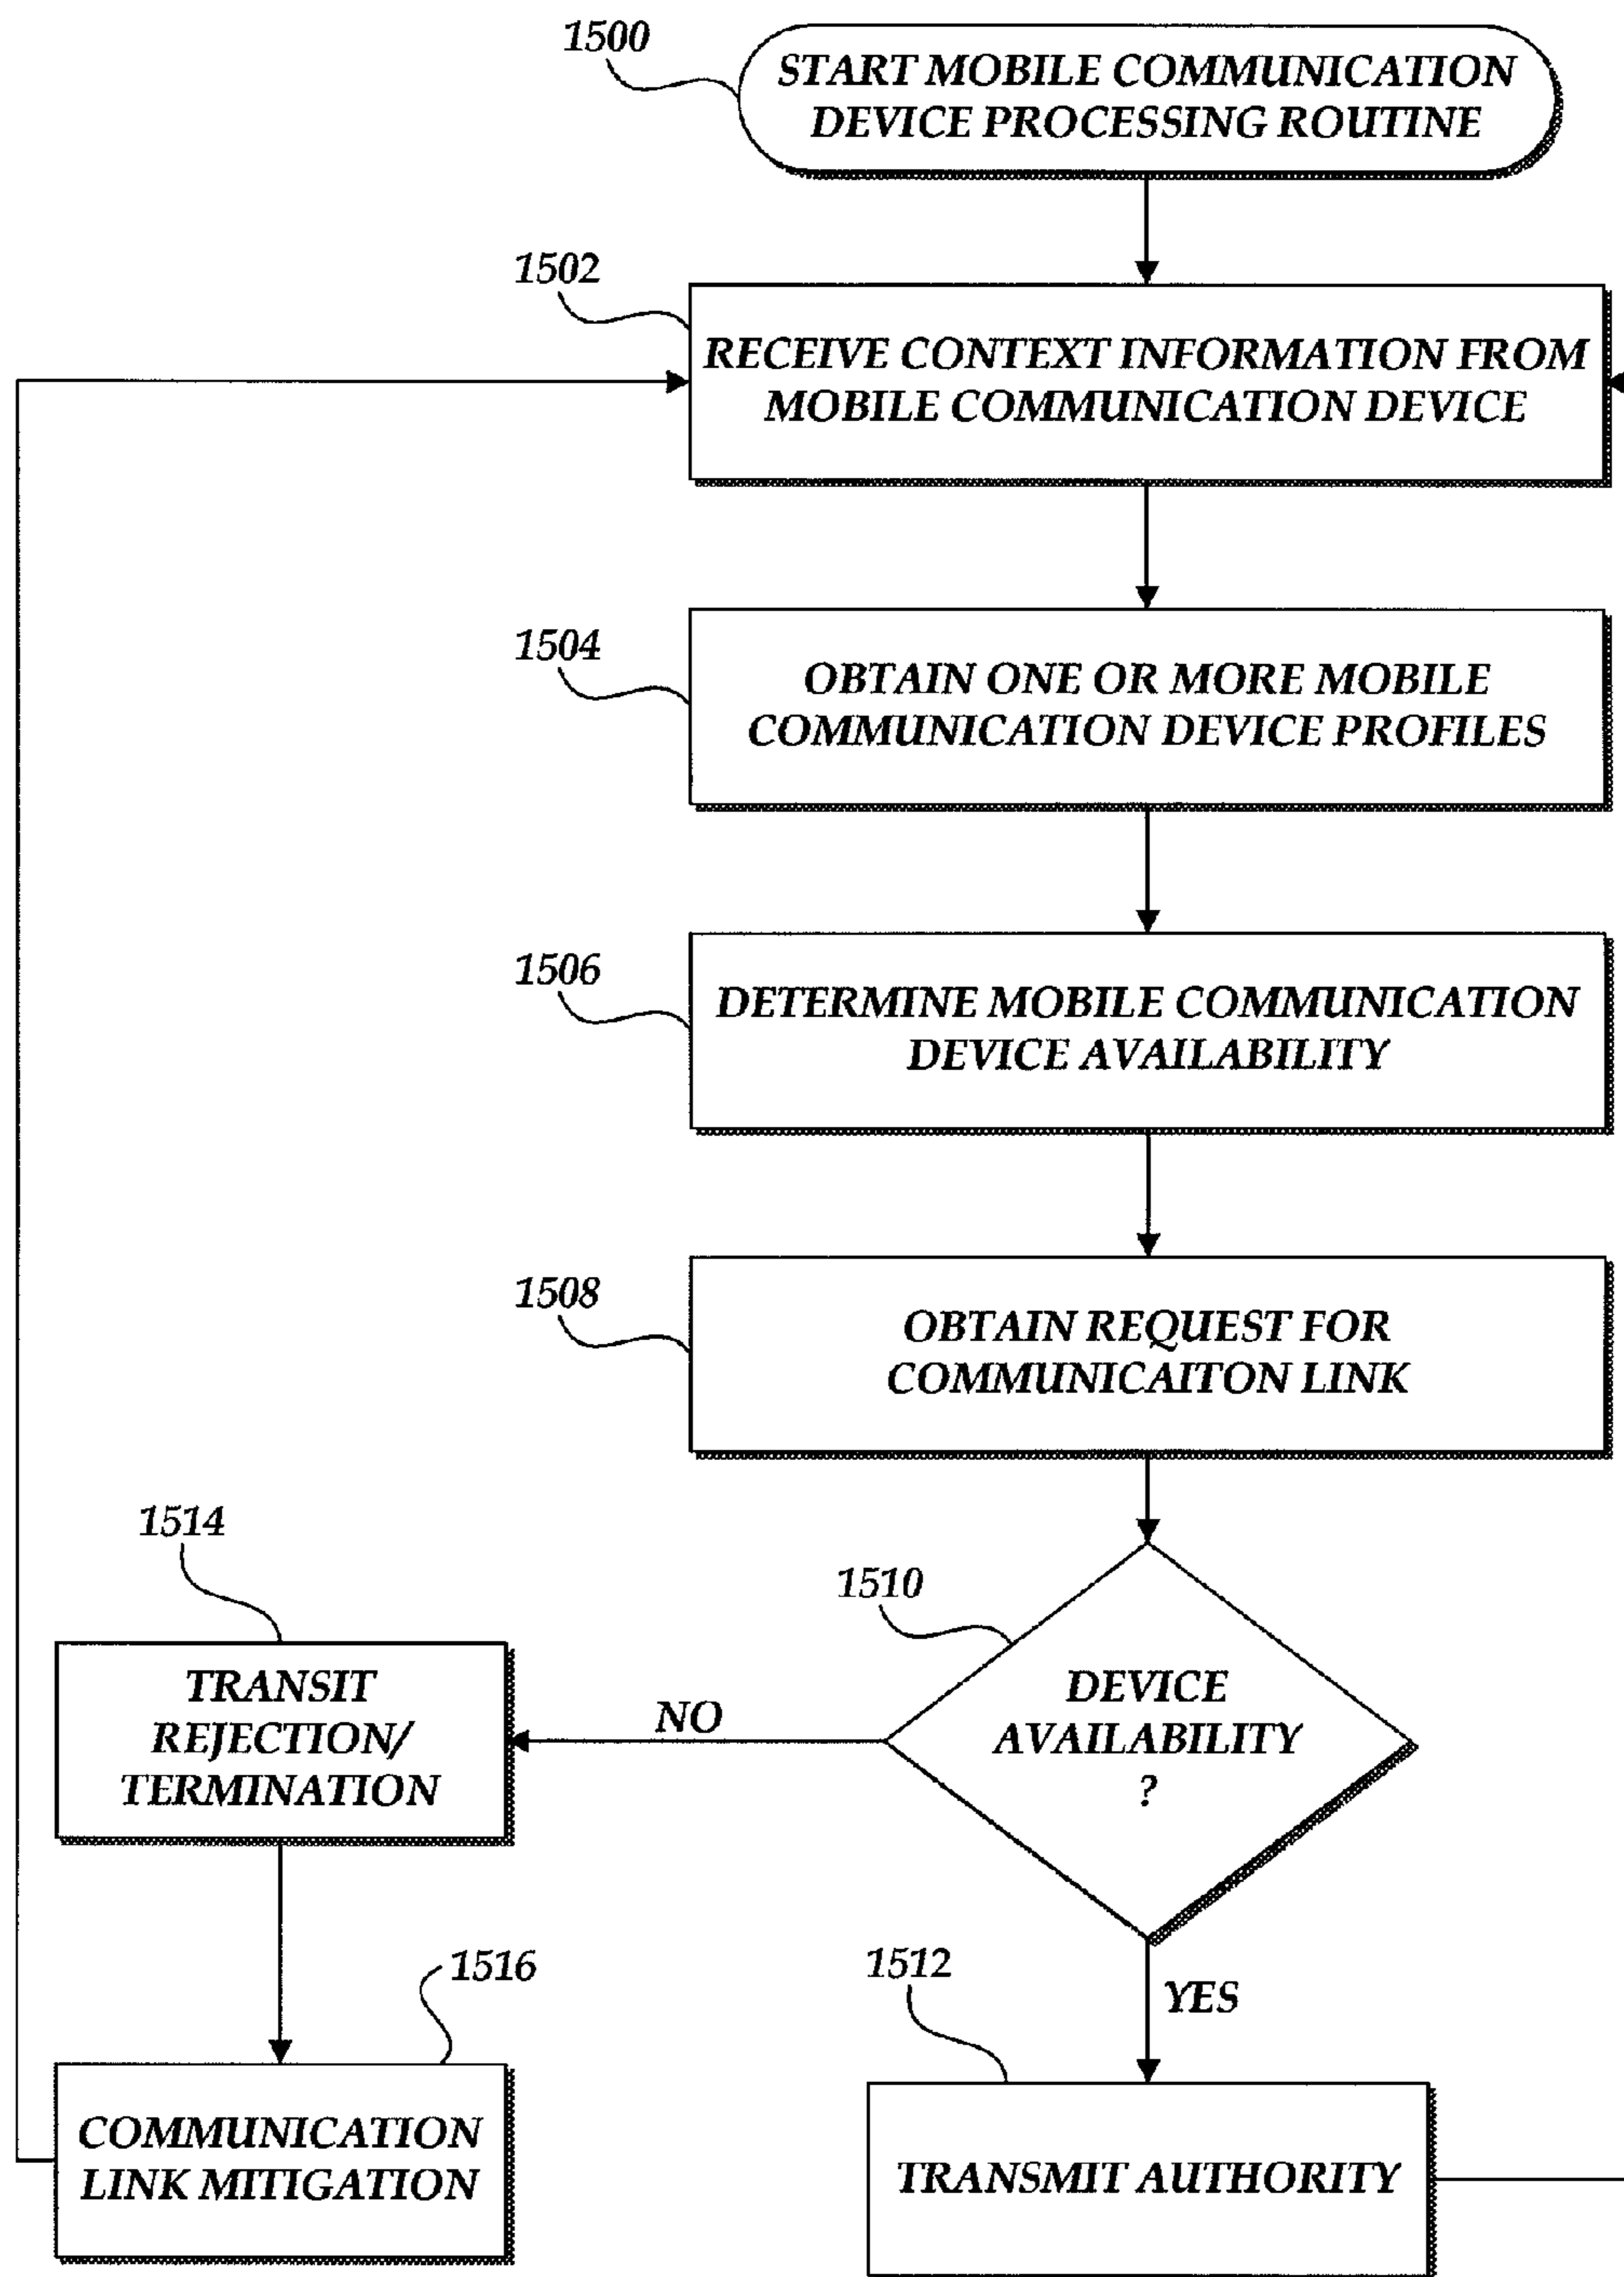 1500
START MOBILE COMMUNICATION
DEVICE PROCESSING ROUTINE
1502
RECEIVE CONTEXT INFORMATION FROM
MOBILE COMMUNICATION DEVICE
1504
OBTAIN ONE OR MORE MOBILE
COMMUNICATION DEVICE PROFILES
1506
DETERMINE MOBILE COMMUNICATION
DEVICE AVAILABILITY
1508
OBTAIN REQUEST FOR
COMMUNICAITON LINK
1510
DEVICE
AVAILABILITY
?
NO
1514
TRANSIT
REJECTION/
TERMINATION
YES
1512
TRANSMIT AUTHORITY
1516
COMMUNICATION
LINK MITIGATION